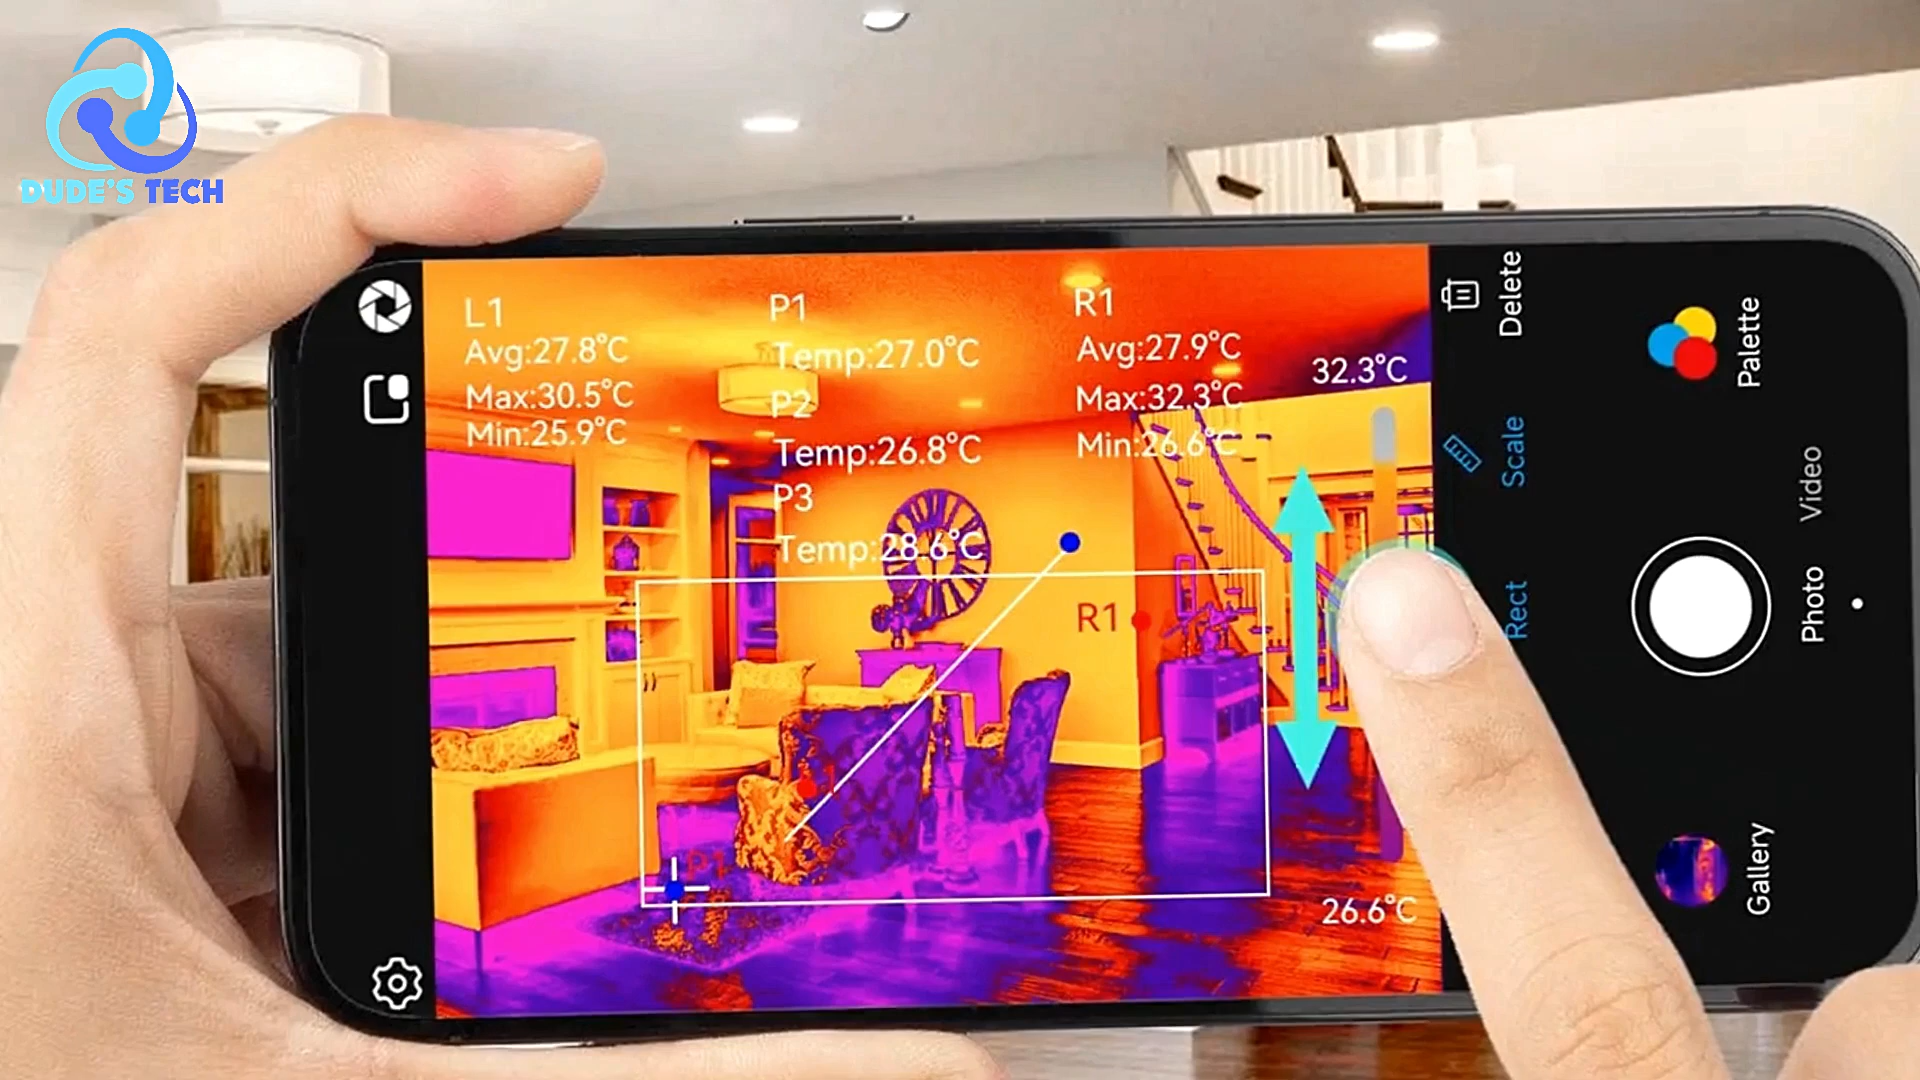 DUDE'S TECH
L1
Avg:27.8°C
Max:30.5°C
Min:25.9°C
P1
Temp:27.0°C
P2
Temp:26.8°C
P3
Temp:28.6°C
R1
Avg:27.9°C
Max:32.3°C
Min:26.6°C
32.3°C
R1
P1
26.6°C
Delete
Scale
Rect
Palette
Video
Photo
Gallery